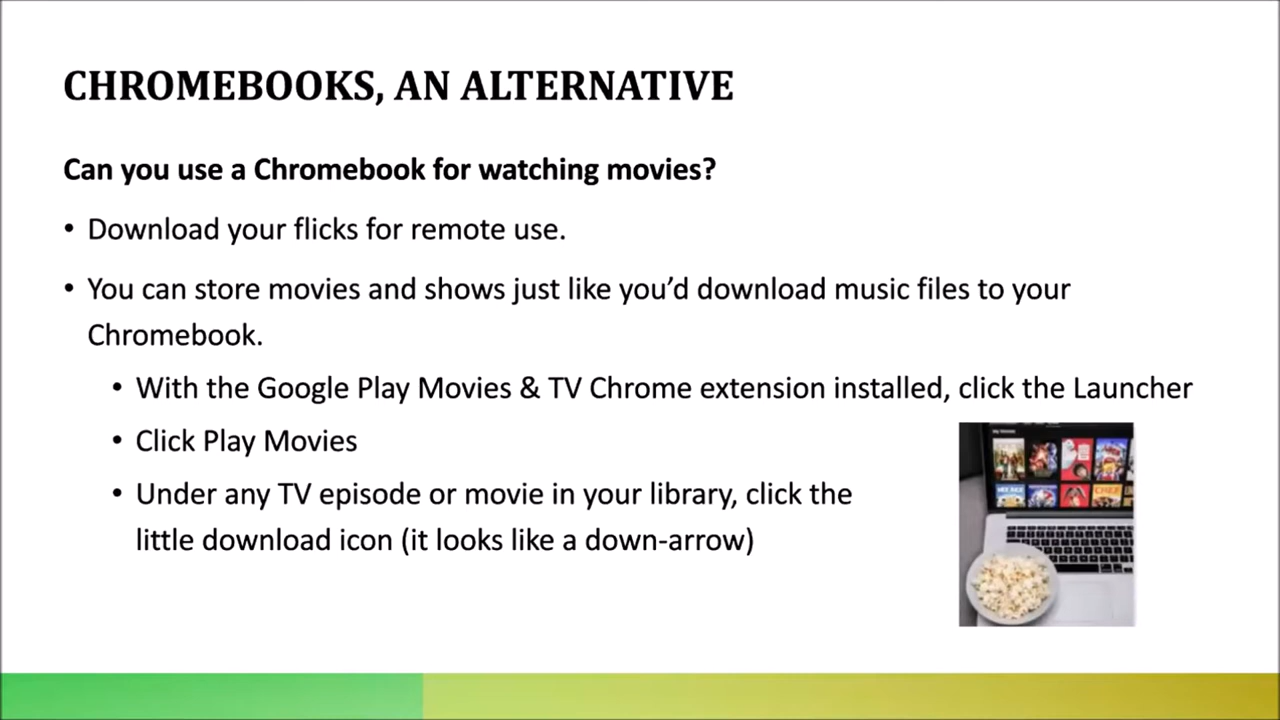 CHROMEBOOKS, AN ALTERNATIVE
Can you use a Chromebook for watching movies?
• Download your flicks for remote use.
• You can store movies and shows just like you’d download music files to your
Chromebook.
• With the Google Play Movies & TV Chrome extension installed, click the Launcher
• Click Play Movies
• Under any TV episode or movie in your library, click the
little download icon (it looks like a down-arrow)